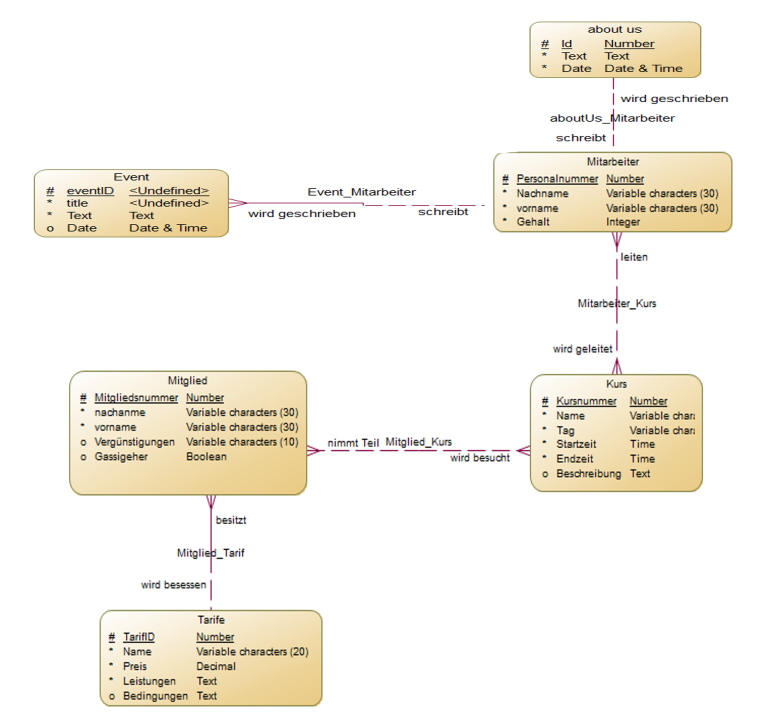 about us
# Id Number
* Text Text
* Date Date & Time
wird geschrieben
aboutUs_Mitarbeiter
schreibt
Mitarbeiter
# Personalnummer Number
* Nachname Variable characters (30)
* vorname Variable characters (30)
* Gehalt Integer
Event
# eventID <Undefined>
* title <Undefined>
* Text Text
o Date Date & Time
Event_Mitarbeiter
wird geschrieben schreibt
leiten
Mitarbeiter_Kurs
wird geleitet
Mitglied
# Mitgliedsnummer Number
* nachanme Variable characters (30)
* vorname Variable characters (30)
o Vergünstigungen Variable characters (10)
o Gassigeher Boolean
nimmt Teil Mitglied_Kurs
wird besucht
Kurs
# Kursnummer Number
* Name Variable chara
* Tag Variable chara
* Startzeit Time
* Endzeit Time
o Beschreibung Text
besitzt
Mitglied_Tarif
wird besessen
Tarife
# TarifID Number
* Name Variable characters (20)
* Preis Decimal
* Leistungen Text
o Bedingungen Text